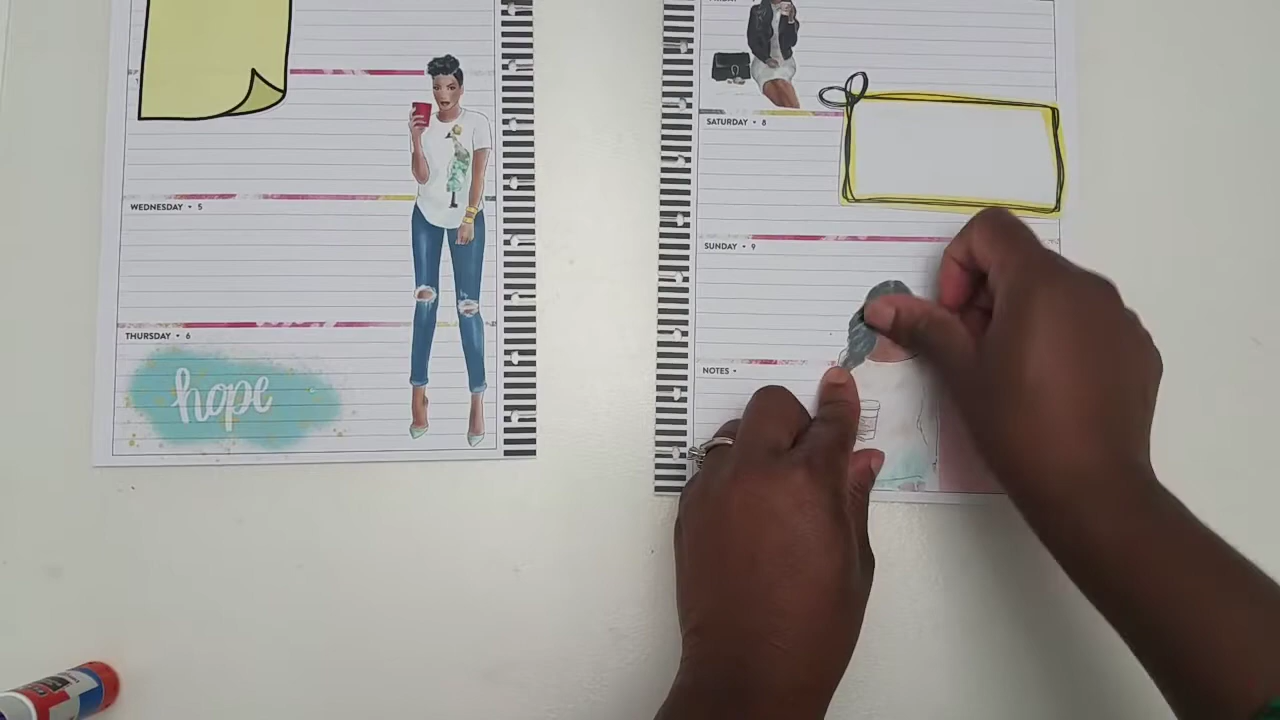 WEDNESDAY • 5
THURSDAY • 6
hope
SATURDAY • 8
SUNDAY • 9
NOTES •